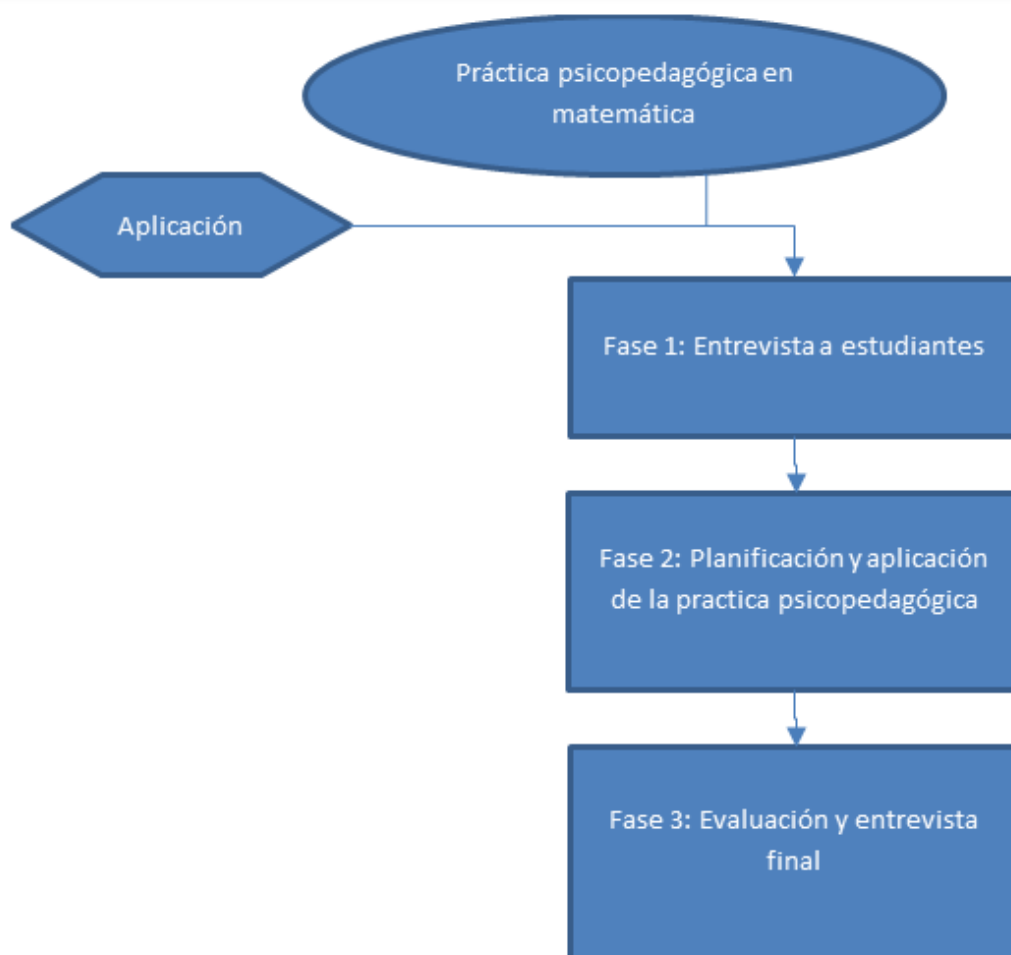 Práctica psicopedagógica en
matemática
Aplicación
Fase 1: Entrevista a estudiantes
Fase 2: Planificación y aplicación
de la practica psicopedagógica
Fase 3: Evaluación y entrevista
final